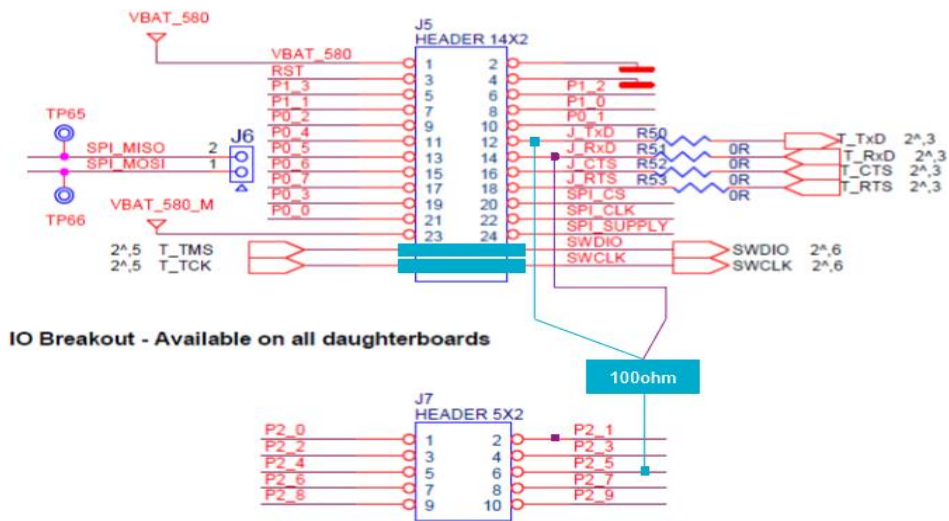 VBAT_580
J5
HEADER 14X2
VBAT_580 1 2
RST 3 4
P1_3 5 6 P1_2
P1_1 7 8 P1_0
P0_2 9 10 P0_1
P0_4 11 12 J_TxD R50 0R T_TxD 2^,3
P0_5 13 14 J_RxD R51 0R T_RxD 2^,3
P0_6 15 16 J_CTS R52 0R T_CTS 2^,3
P0_7 17 18 J_RTS R53 0R T_RTS 2^,3
P0_3 19 20 SPI_CS
P0_0 21 22 SPI_CLK
23 24 SPI_SUPPLY
TP65
J6
SPI_MISO 2
SPI_MOSI 1
TP66
VBAT_580_M
2^,5 T_TMS SWDIO SWDIO 2^,6
2^,5 T_TCK SWCLK SWCLK 2^,6
IO Breakout - Available on all daughterboards
100ohm
J7
HEADER 5X2
P2_0 1 2 P2_1
P2_2 3 4 P2_3
P2_4 5 6 P2_5
P2_6 7 8 P2_7
P2_8 9 10 P2_9